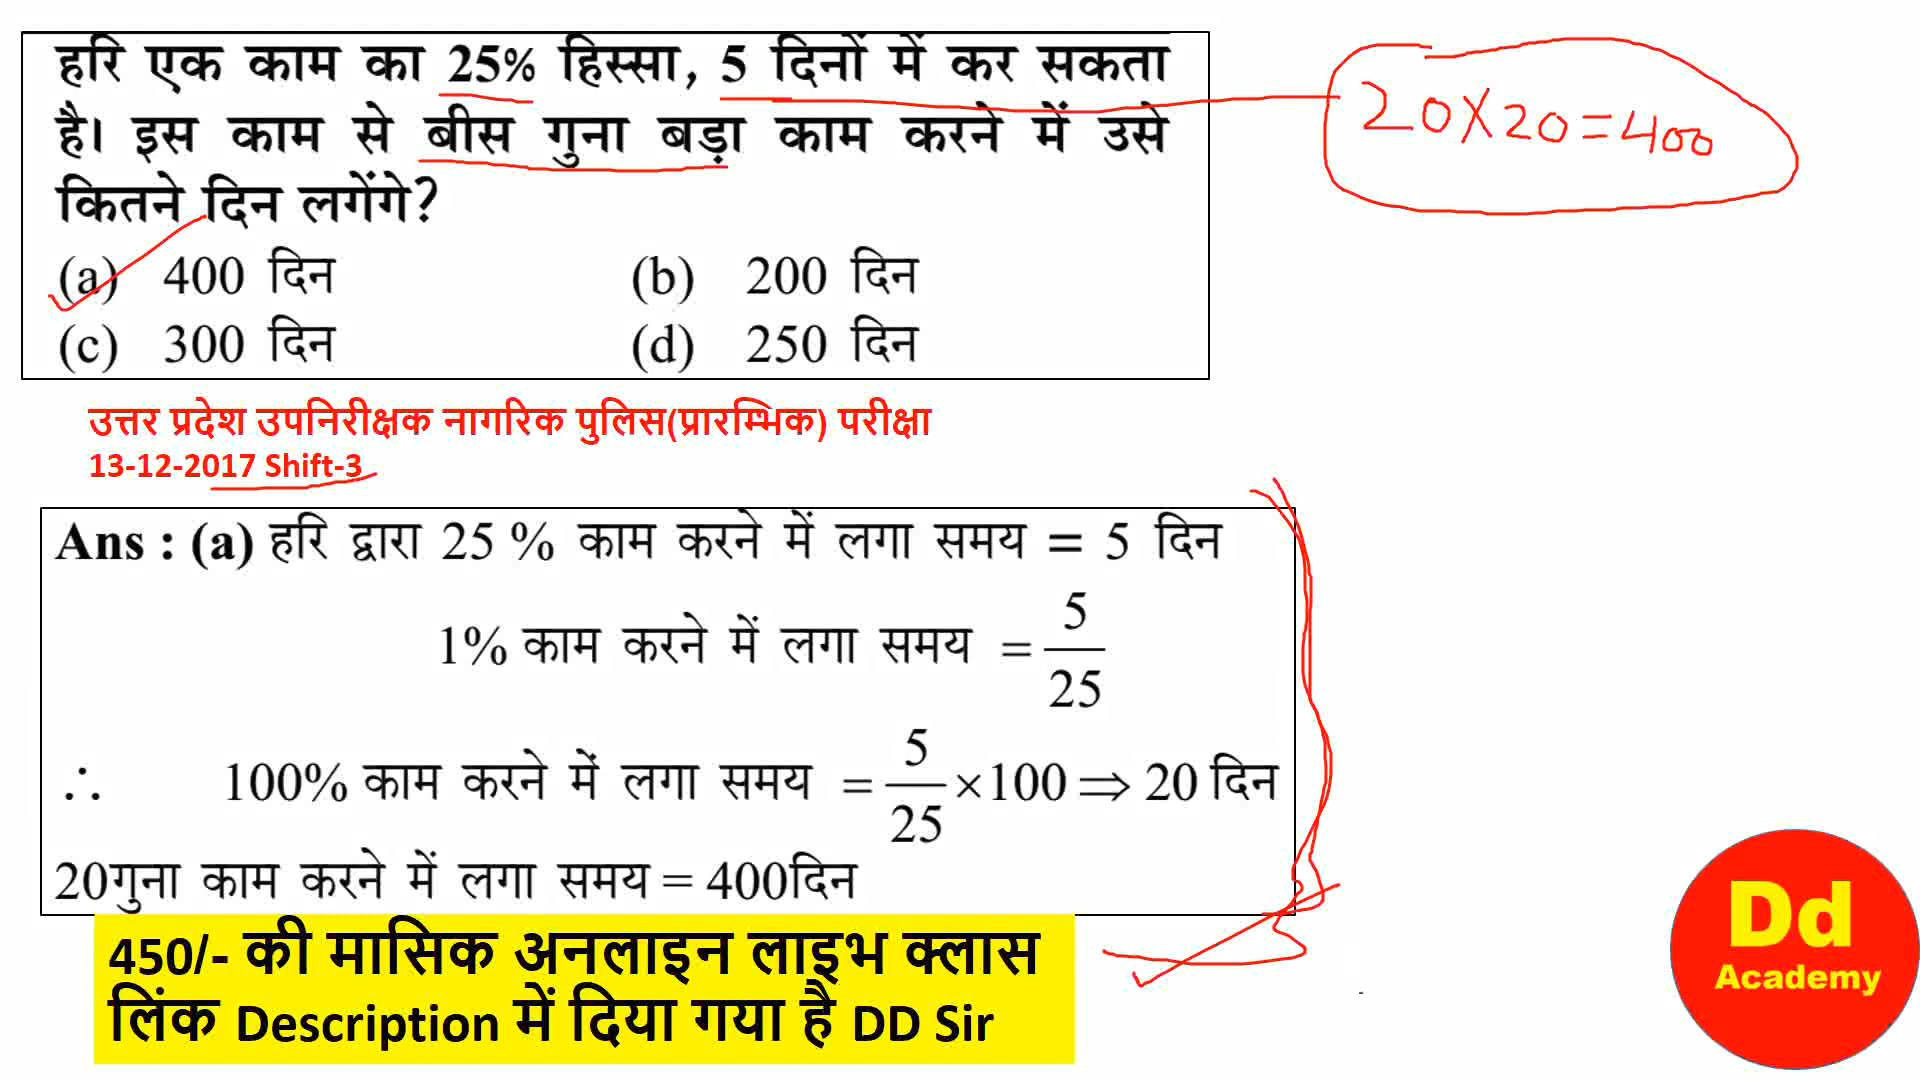 हरि एक काम का 25% हिस्सा, 5 दिनों में कर सकता
है। इस काम से बीस गुना बड़ा काम करने में उसे
कितने दिन लगेंगे?
(a) 400 दिन (b) 200 दिन
(c) 300 दिन (d) 250 दिन
20X20=400
उत्तर प्रदेश उपनिरीक्षक नागरिक पुलिस(प्रारम्भिक) परीक्षा
13-12-2017 Shift-3
Ans : (a) हरि द्वारा 25 % काम करने में लगा समय = 5 दिन
1% काम करने में लगा समय = 5/25
∴ 100% काम करने में लगा समय = 5/25 ×100 ⇒ 20 दिन
20गुना काम करने में लगा समय = 400दिन
450/- की मासिक अनलाइन लाइभ क्लास
लिंक Description में दिया गया है DD Sir
Dd
Academy